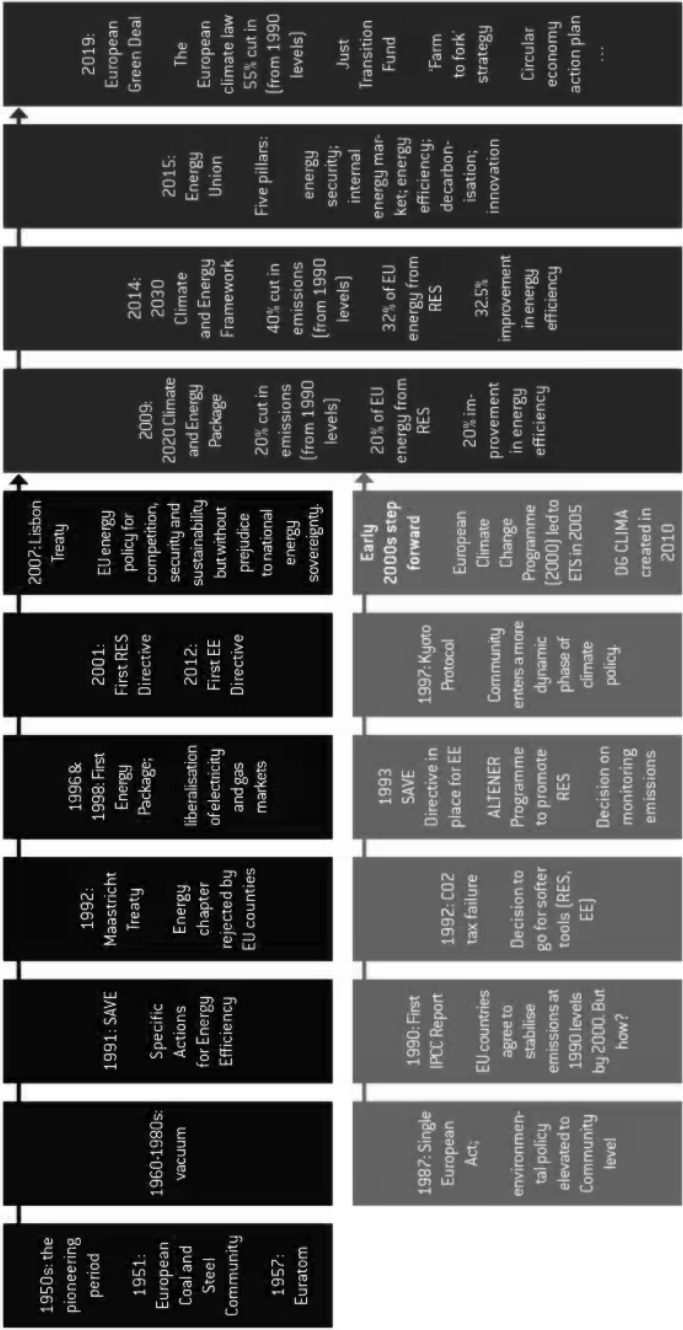 1950s: the
pioneering
period
1951:
European
Coal and
Steel
Community
1957:
Euratom
1960-1980s:
vacuum
1991: SAVE
Specific
Actions
for Energy
Efficiency
1992:
Maastricht
Treaty
Energy
chapter
rejected by
EU counties
1996 &
1998: First
Energy
Package;
liberalisation
of electricity
and gas
markets
2001:
First RES
Directive
2012:
First EE
Directive
2007: Lisbon
Treaty
EU energy
policy for
competition,
security and
sustainability
but without
prejudice
to national
energy
sovereignty.
1987: Single
European
Act;
environmen-
tal policy
elevated to
Community
level
1990: First
IPCC Report
EU countries
agree to
stabilise
emissions at
1990 levels
by 2000. But
how?
1992: CO2
tax failure
Decision to
go for softer
tools (RES,
EE)
1993
SAVE
Directive in
place for EE
ALTENER
Programme
to promote
RES
Decision on
monitoring
emissions
1997: Kyoto
Protocol
Community
enters a more
dynamic
phase of
climate
policy.
Early
2000s step
forward
European
Climate
Change
Programme
(2000) led to
ETS in 2005
DG CLIMA
created in
2010
2009:
2020 Climate
and Energy
Package
20% cut in
emissions
(from 1990
levels)
20% of EU
energy from
RES
20% im-
provement
in energy
efficiency
2014:
2030
Climate
and Energy
Framework
40% cut in
emissions
(from 1990
levels)
32% of EU
energy from
RES
32.5%
improvement
in energy
efficiency
2015:
Energy
Union
Five pillars:
energy
security;
internal
energy mar-
ket; energy
efficiency;
decarbon-
isation;
innovation
2019:
European
Green Deal
The
European
climate law
55% cut in
(from 1990
levels)
Just
Transition
Fund
'Farm
to fork'
strategy
Circular
economy
action plan
...